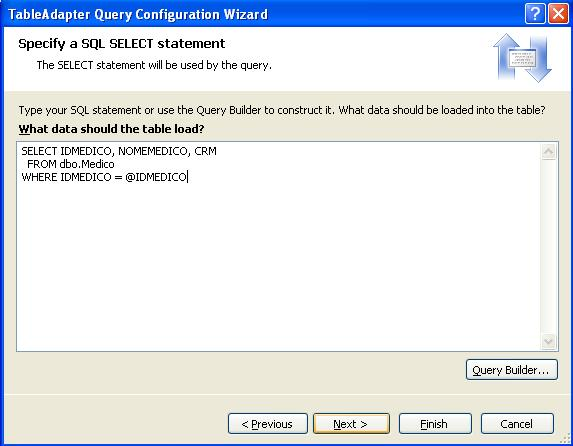 TableAdapter Query Configuration Wizard
Specify a SQL SELECT statement
The SELECT statement will be used by the query.
Type your SQL statement or use the Query Builder to construct it. What data should be loaded into the table?
What data should the table load?
SELECT IDMEDICO, NOMEMEDICO, CRM
FROM dbo.Medico
WHERE IDMEDICO = @IDMEDICO
Query Builder...
< Previous
Next >
Finish
Cancel